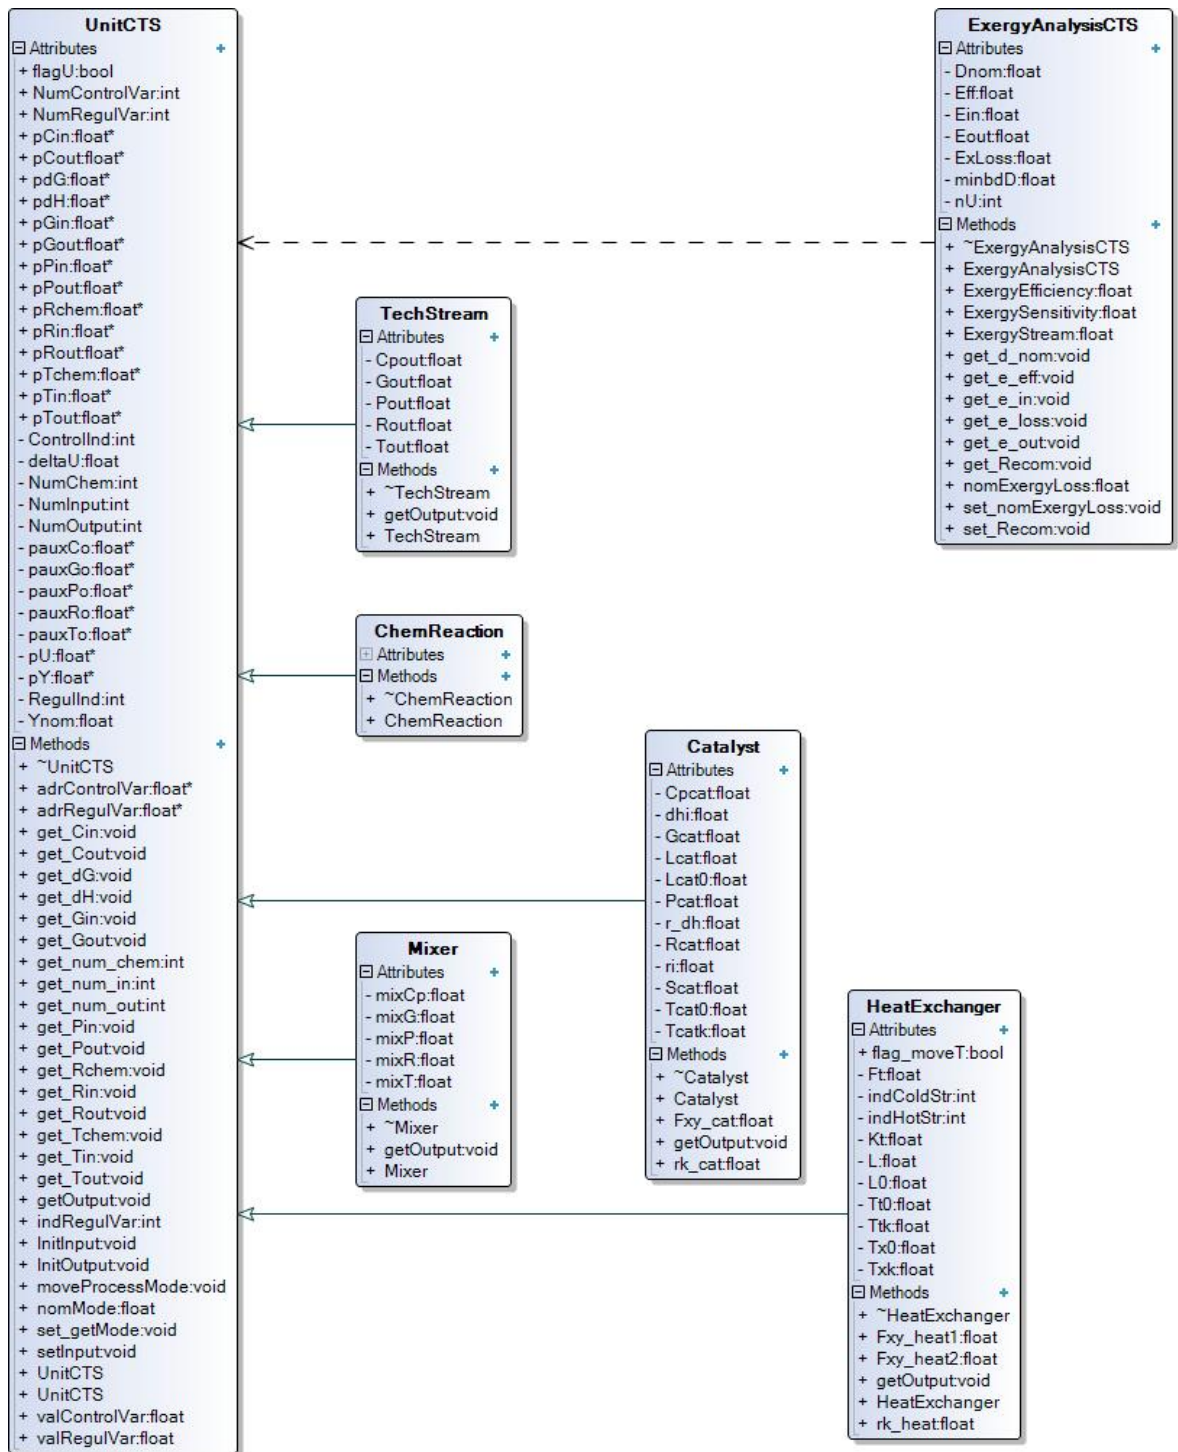 UnitCTS
Attributes
+ flagU:bool
+ NumControlVar:int
+ NumRegulVar:int
+ pCin:float*
+ pCout:float*
+ pdG:float*
+ pdH:float*
+ pGin:float*
+ pGout:float*
+ pPin:float*
+ pPout:float*
+ pRchem:float*
+ pRin:float*
+ pRout:float*
+ pTchem:float*
+ pTin:float*
+ pTout:float*
- ControlInd:int
- deltaU:float
- NumChem:int
- NumInput:int
- NumOutput:int
- pauxCo:float*
- pauxGo:float*
- pauxPo:float*
- pauxRo:float*
- pauxTo:float*
- pU:float*
- pY:float*
- RegulInd:int
- Ynom:float
Methods
+ ~UnitCTS
+ adrControlVar:float*
+ adrRegulVar:float*
+ get_Cin:void
+ get_Cout:void
+ get_dG:void
+ get_dH:void
+ get_Gin:void
+ get_Gout:void
+ get_num_chem:int
+ get_num_in:int
+ get_num_out:int
+ get_Pin:void
+ get_Pout:void
+ get_Rchem:void
+ get_Rin:void
+ get_Rout:void
+ get_Tchem:void
+ get_Tin:void
+ get_Tout:void
+ getOutput:void
+ indRegulVar:int
+ InitInput:void
+ InitOutput:void
+ moveProcessMode:void
+ nomMode:float
+ set_getMode:void
+ setInput:void
+ UnitCTS
+ UnitCTS
+ valControlVar:float
+ valRegulVar:float
ExergyAnalysisCTS
Attributes
- Dnom:float
- Eff:float
- Ein:float
- Eout:float
- ExLoss:float
- minbdD:float
- nU:int
Methods
+ ~ExergyAnalysisCTS
+ ExergyAnalysisCTS
+ ExergyEfficiency:float
+ ExergySensitivity:float
+ ExergyStream:float
+ get_d_nom:void
+ get_e_eff:void
+ get_e_in:void
+ get_e_loss:void
+ get_e_out:void
+ get_Recom:void
+ nomExergyLoss:float
+ set_nomExergyLoss:void
+ set_Recom:void
TechStream
Attributes
- Cpout:float
- Gout:float
- Pout:float
- Rout:float
- Tout:float
Methods
+ ~TechStream
+ getOutput:void
+ TechStream
ChemReaction
Attributes
Methods
+ ~ChemReaction
+ ChemReaction
Catalyst
Attributes
- Cpcat:float
- dhi:float
- Gcat:float
- Lcat:float
- Lcat0:float
- Pcat:float
- r_dh:float
- Rcat:float
- ri:float
- Scat:float
- Tcat0:float
- Tcatk:float
Methods
+ ~Catalyst
+ Catalyst
+ Fxy_cat:float
+ getOutput:void
+ rk_cat:float
Mixer
Attributes
- mixCp:float
- mixG:float
- mixP:float
- mixR:float
- mixT:float
Methods
+ ~Mixer
+ getOutput:void
+ Mixer
HeatExchanger
Attributes
+ flag_moveT:bool
- Ft:float
- indColdStr:int
- indHotStr:int
- Kt:float
- L:float
- L0:float
- Tt0:float
- Ttk:float
- Tx0:float
- Txk:float
Methods
+ ~HeatExchanger
+ Fxy_heat1:float
+ Fxy_heat2:float
+ getOutput:void
+ HeatExchanger
+ rk_heat:float